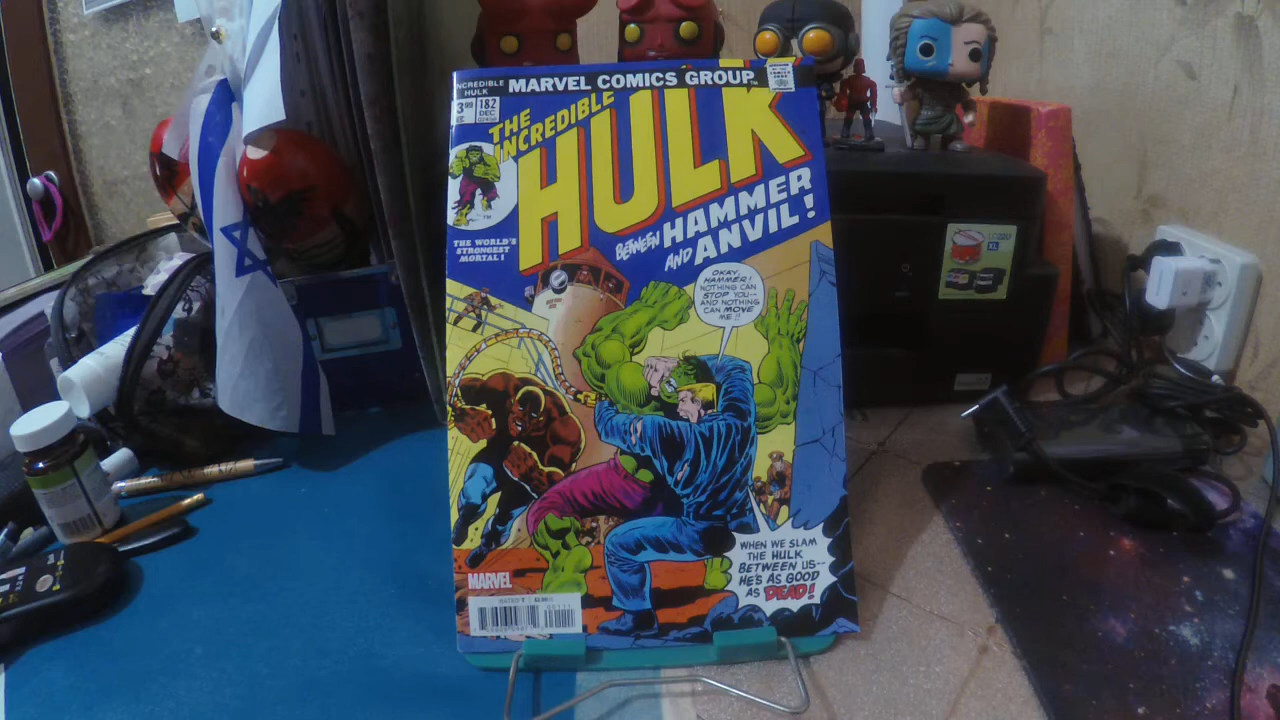 MARVEL COMICS GROUP
INCREDIBLE
HULK
182
DEC
THE
INCREDIBLE
HULK
BETWEEN HAMMER
AND ANVIL!
THE WORLD'S
STRONGEST
MORTAL!
OKAY,
HAMMER!
NOTHING CAN
STOP YOU--
AND NOTHING
CAN MOVE
ME!!
WHEN WE SLAM
THE HULK
BETWEEN US--
HE'S AS GOOD
AS DEAD!
MARVEL
XL